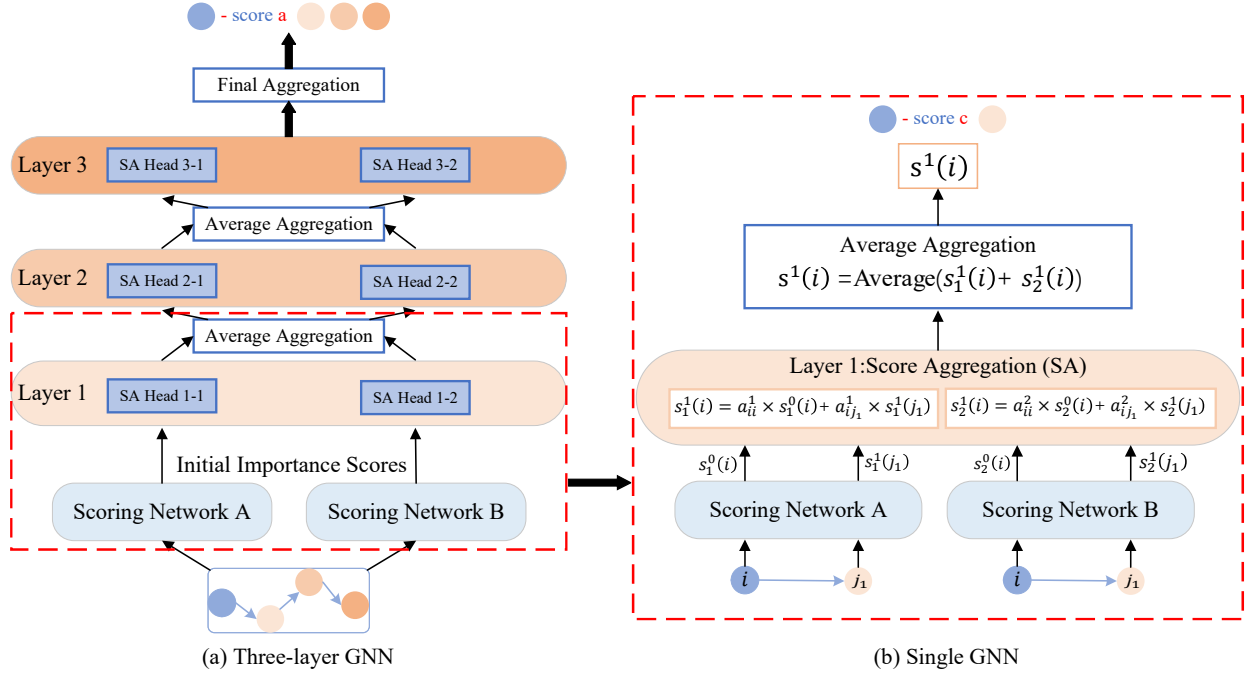 - score a
Final Aggregation
Layer 3
SA Head 3-1
SA Head 3-2
Average Aggregation
Layer 2
SA Head 2-1
SA Head 2-2
Average Aggregation
Layer 1
SA Head 1-1
SA Head 1-2
Initial Importance Scores
Scoring Network A
Scoring Network B
(a) Three-layer GNN
- score c
s¹(i)
Average Aggregation
s¹(i) =Average(s₁¹(i)+ s₂¹(i))
Layer 1:Score Aggregation (SA)
s₁¹(i) = a¹ᵢᵢ × s₁⁰(i)+ a¹ᵢⱼ₁ × s₁¹(j₁)
s₂¹(i) = a²ᵢᵢ × s₂⁰(i)+ a²ᵢⱼ₁ × s₂¹(j₁)
s₁⁰(i)
s₁¹(j₁)
s₂⁰(i)
s₂¹(j₁)
Scoring Network A
Scoring Network B
i
j₁
i
j₁
(b) Single GNN